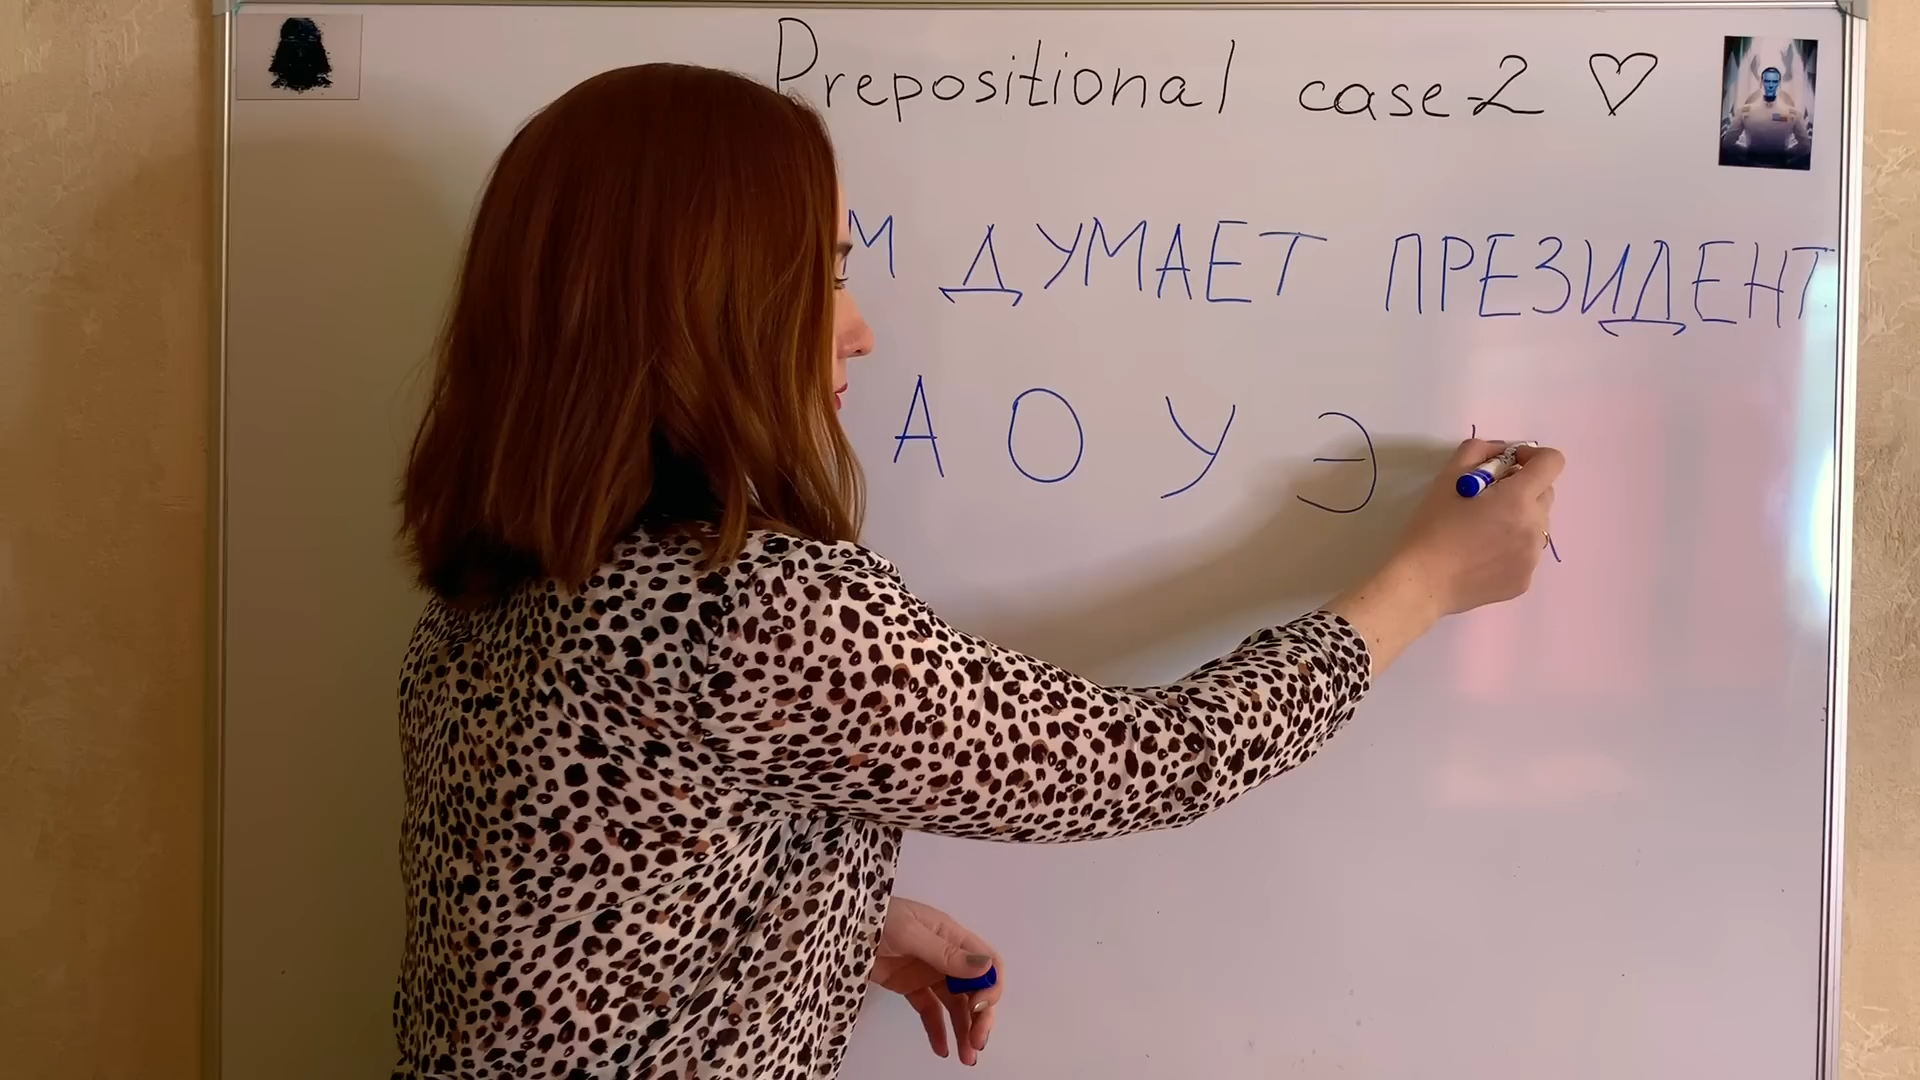 Prepositional case-2 ♡
ДУМАЕТ ПРЕЗИДЕНТ
А О У Э